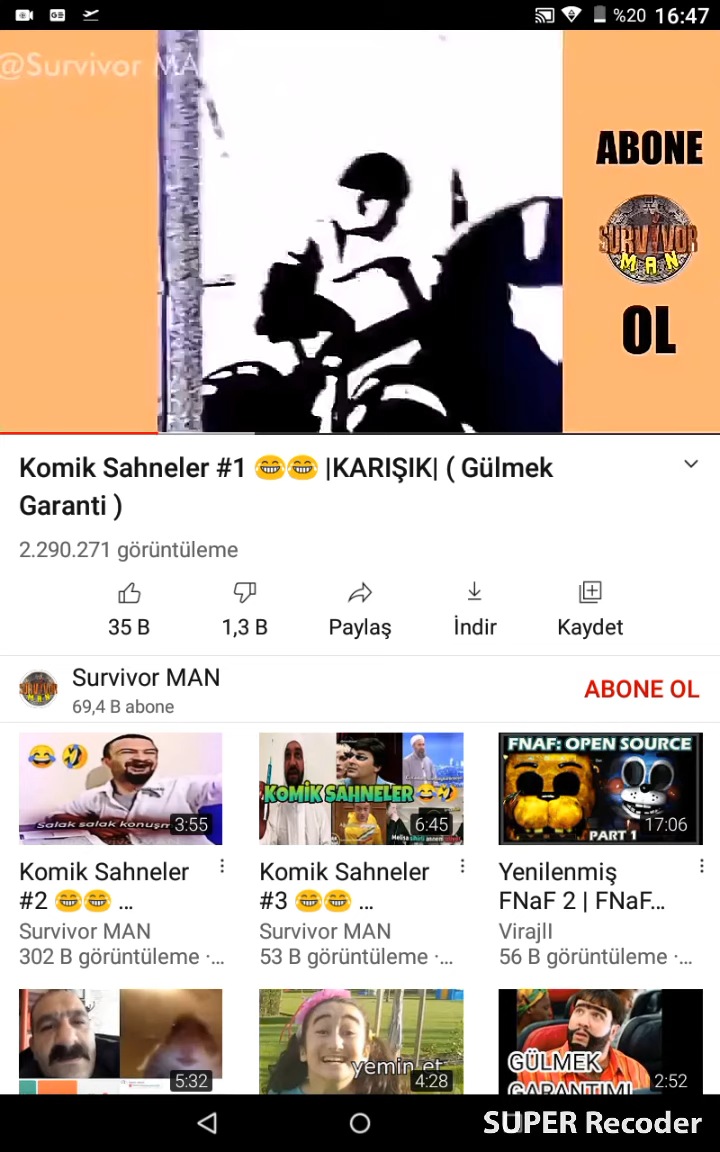 %20 16:47
@Survivor MAN
ABONE
SURVIVOR
MAN
OL
Komik Sahneler #1 😂😂 |KARIŞIK| ( Gülmek
Garanti )
2.290.271 görüntüleme
35 B
1,3 B
Paylaş
İndir
Kaydet
Survivor MAN
69,4 B abone
ABONE OL
Salak salak konuşm
3:55
KOMİK SAHNELER
6:45
FNAF: OPEN SOURCE
PART 1
17:06
Komik Sahneler
#2 😂😂 ...
Survivor MAN
302 B görüntüleme ·...
Komik Sahneler
#3 😂😂 ...
Survivor MAN
53 B görüntüleme ·...
Yenilenmiş
FNaF 2 | FNaF...
VirajII
56 B görüntüleme ·...
5:32
yemin et
4:28
GÜLMEK
GARANTIMI
2:52
SUPER Recoder